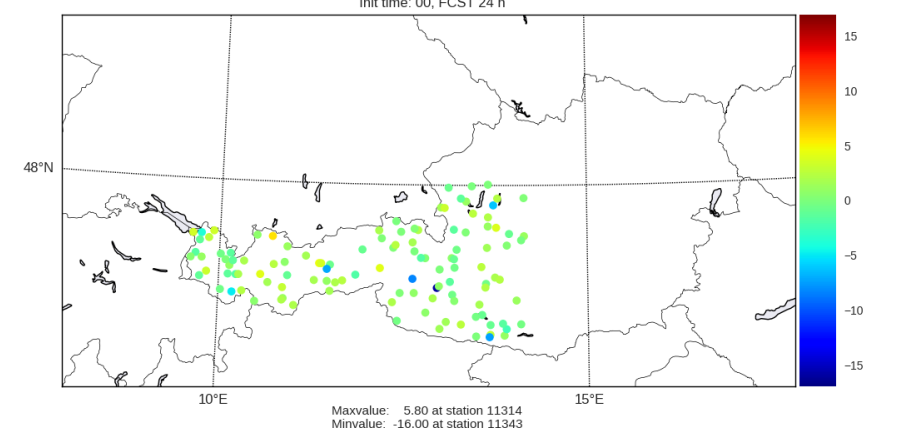 Init time: 00, FCST 24 h
15
10
48°N
5
0
−5
−10
−15
10°E
15°E
Maxvalue: 5.80 at station 11314
Minvalue: -16.00 at station 11343